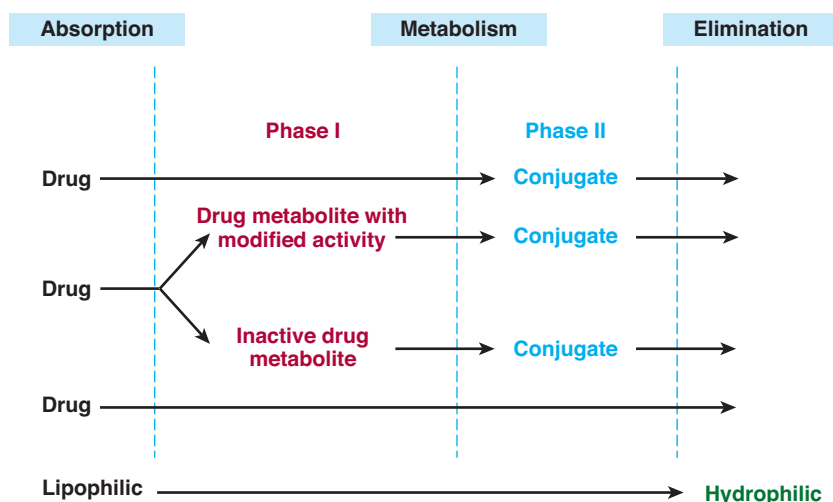 Absorption Metabolism Elimination
Phase I Phase II
Drug Conjugate
Drug metabolite with
modified activity Conjugate
Drug
Inactive drug
metabolite Conjugate
Drug
Lipophilic Hydrophilic